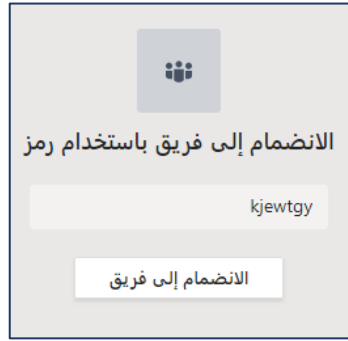 الانضمام إلى فريق باستخدام رمز
kjewtgy
الانضمام إلى فريق